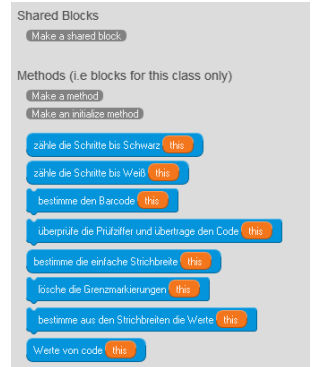 Shared Blocks
Make a shared block
Methods (i.e blocks for this class only)
Make a method
Make an initialize method
zähle die Schritte bis Schwarz this
zähle die Schritte bis Weiß this
bestimme den Barcode this
überprüfe die Prüfziffer und übertrage den Code this
bestimme die einfache Strichbreite this
lösche die Grenzmarkierungen this
bestimme aus den Strichbreiten die Werte this
Werte von code this